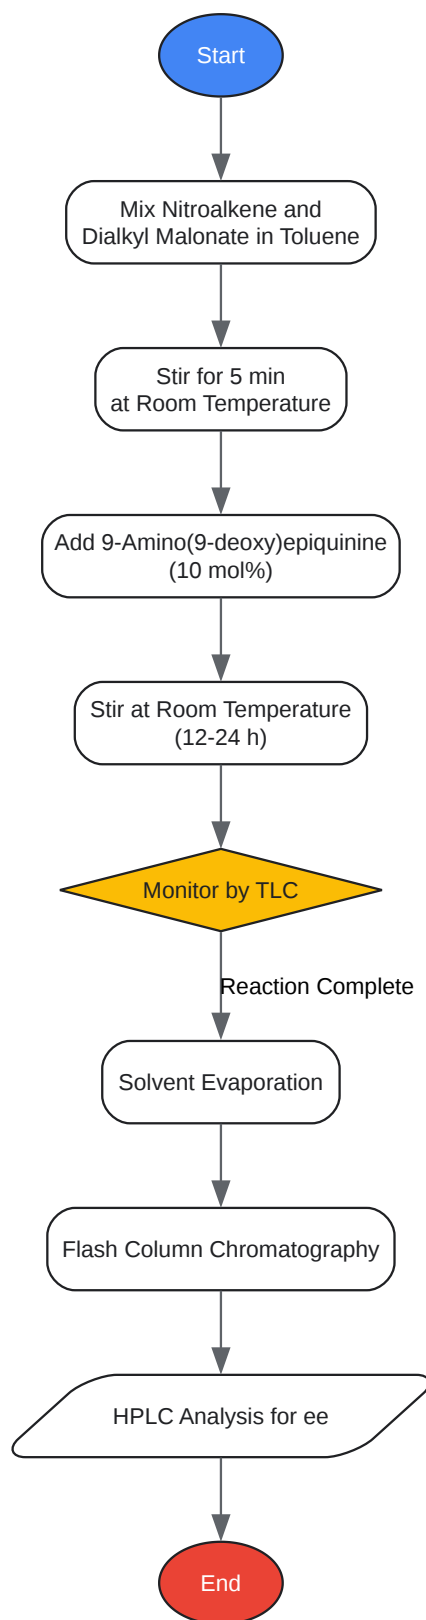 Start
Mix Nitroalkene and
Dialkyl Malonate in Toluene
Stir for 5 min
at Room Temperature
Add 9-Amino(9-deoxy)epiquinine
(10 mol%)
Stir at Room Temperature
(12-24 h)
Monitor by TLC
Reaction Complete
Solvent Evaporation
Flash Column Chromatography
HPLC Analysis for ee
End